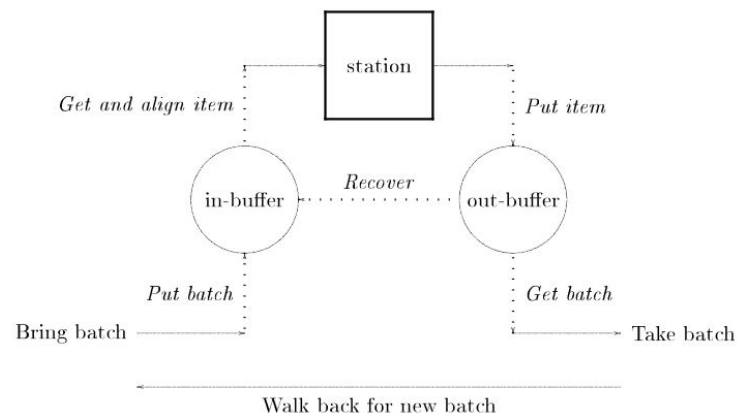 station
Get and align item
Put item
Recover
in-buffer
out-buffer
Put batch
Get batch
Bring batch
Take batch
Walk back for new batch